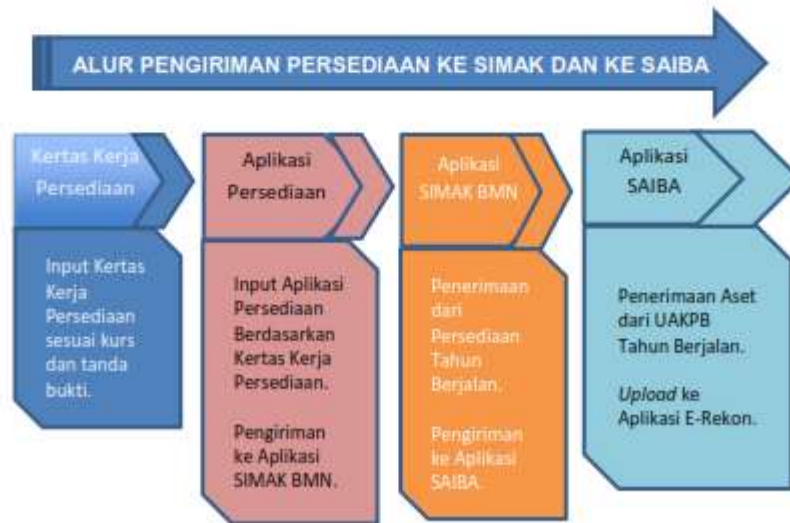 ALUR PENGIRIMAN PERSEDIAAN KE SIMAK DAN KE SAIBA
Kertas Kerja
Persediaan
Input Kertas
Kerja
Persediaan
sesuai kurs
dan tanda
bukti.
Aplikasi
Persediaan
Input Aplikasi
Persediaan
Berdasarkan
Kertas Kerja
Persediaan.
Pengiriman
ke Aplikasi
SIMAK BMN.
Aplikasi
SIMAK BMN
Penerimaan
dari
Persediaan
Tahun
Berjalan.
Pengiriman
ke Aplikasi
SAIBA.
Aplikasi
SAIBA
Penerimaan Aset
dari UAKPB
Tahun Berjalan.
Upload ke
Aplikasi E-Rekon.